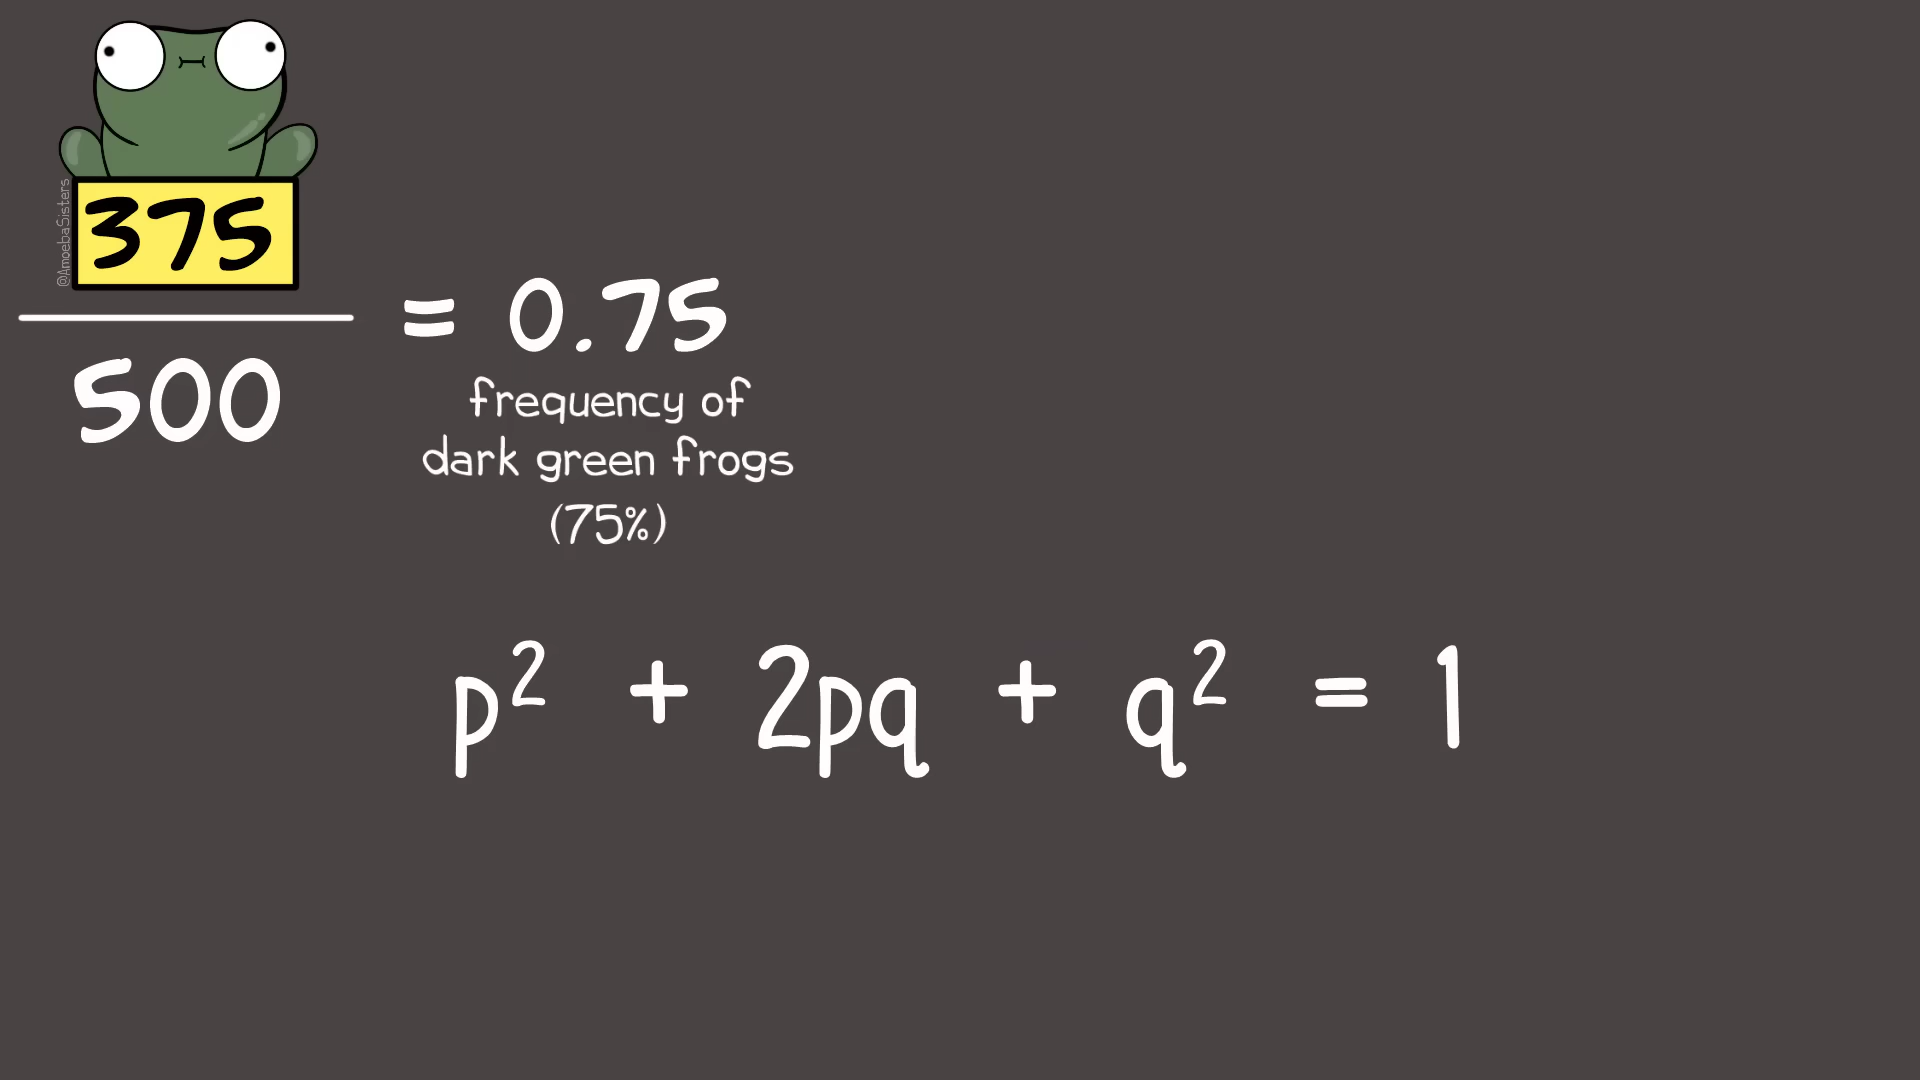 @AmoebaSisters
375
500
= 0.75
frequency of
dark green frogs
(75%)
p² + 2pq + q² = 1